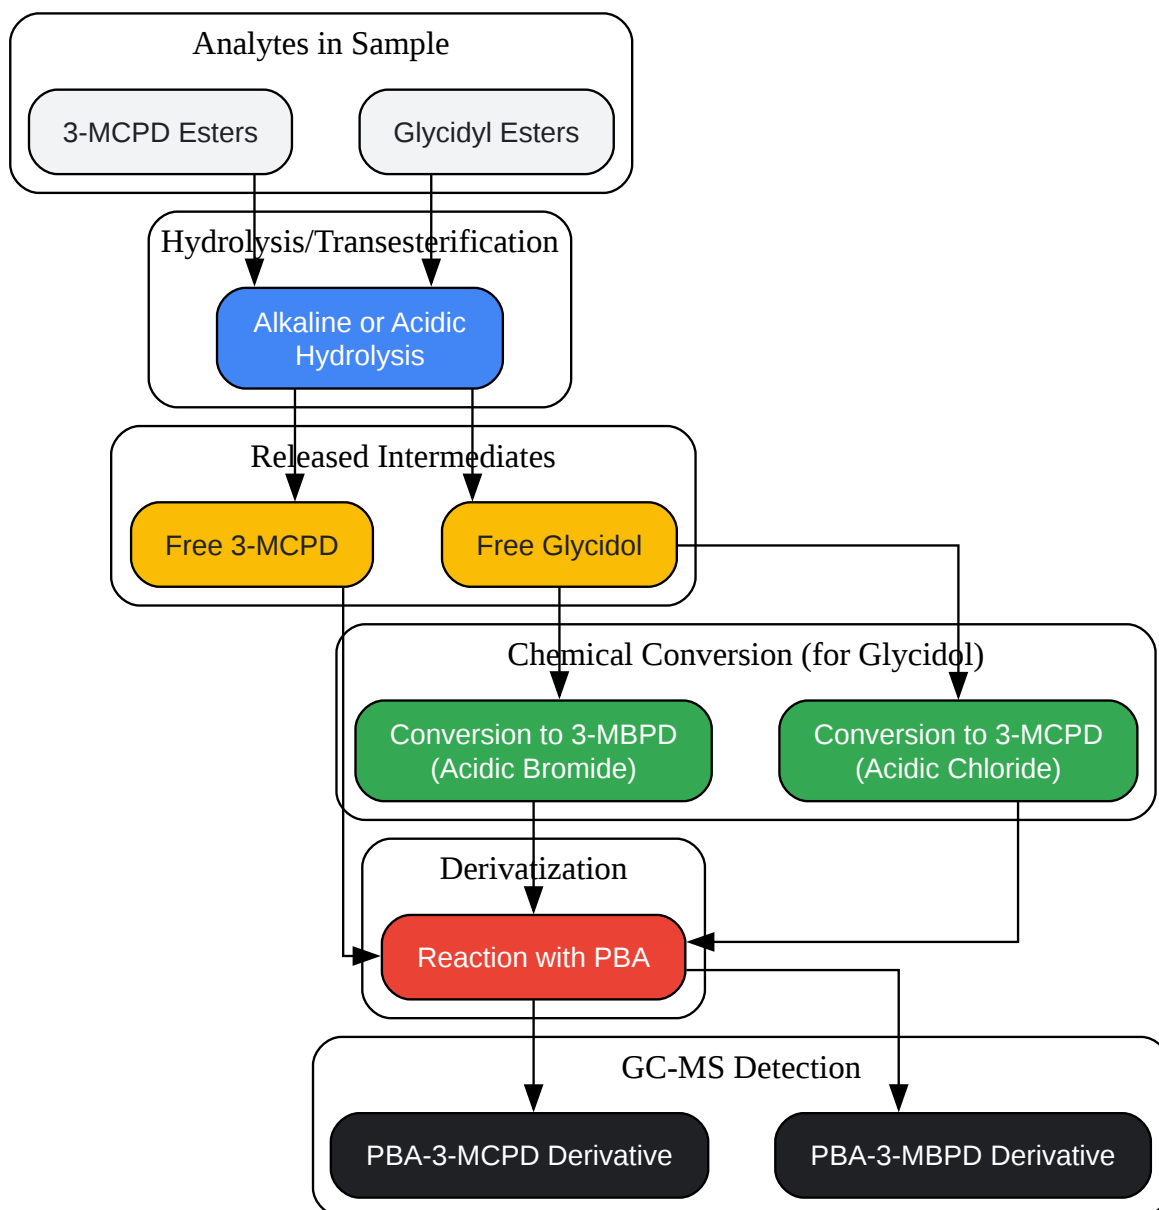 Analytes in Sample
3-MCPD Esters
Glycidyl Esters
Hydrolysis/Transesterification
Alkaline or Acidic
Hydrolysis
Released Intermediates
Free 3-MCPD
Free Glycidol
Chemical Conversion (for Glycidol)
Conversion to 3-MBPD
(Acidic Bromide)
Conversion to 3-MCPD
(Acidic Chloride)
Derivatization
Reaction with PBA
GC-MS Detection
PBA-3-MCPD Derivative
PBA-3-MBPD Derivative